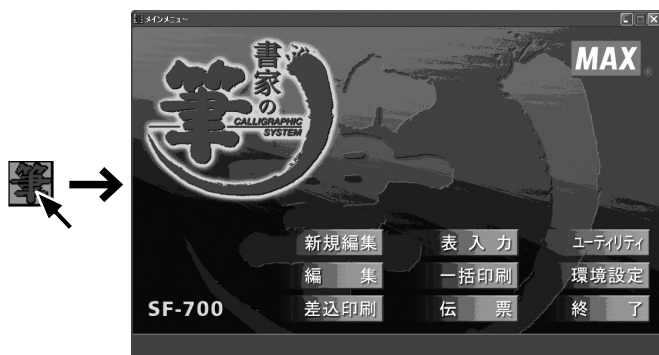 筆
メインメニュー
書家の
筆
CALLIGRAPHIC
SYSTEM
MAX®
新規編集 表入力 ユーティリティ
編集 一括印刷 環境設定
SF-700 差込印刷 伝票 終了